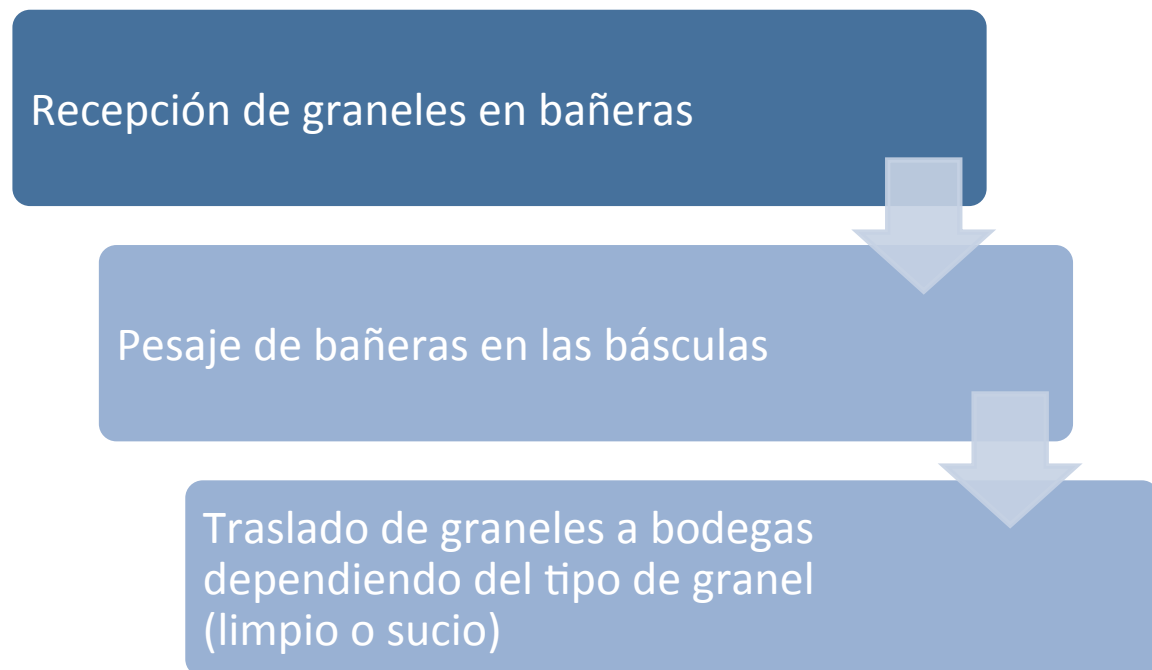 Recepción de graneles en bañeras
Pesaje de bañeras en las básculas
Traslado de graneles a bodegas
dependiendo del tipo de granel
(limpio o sucio)